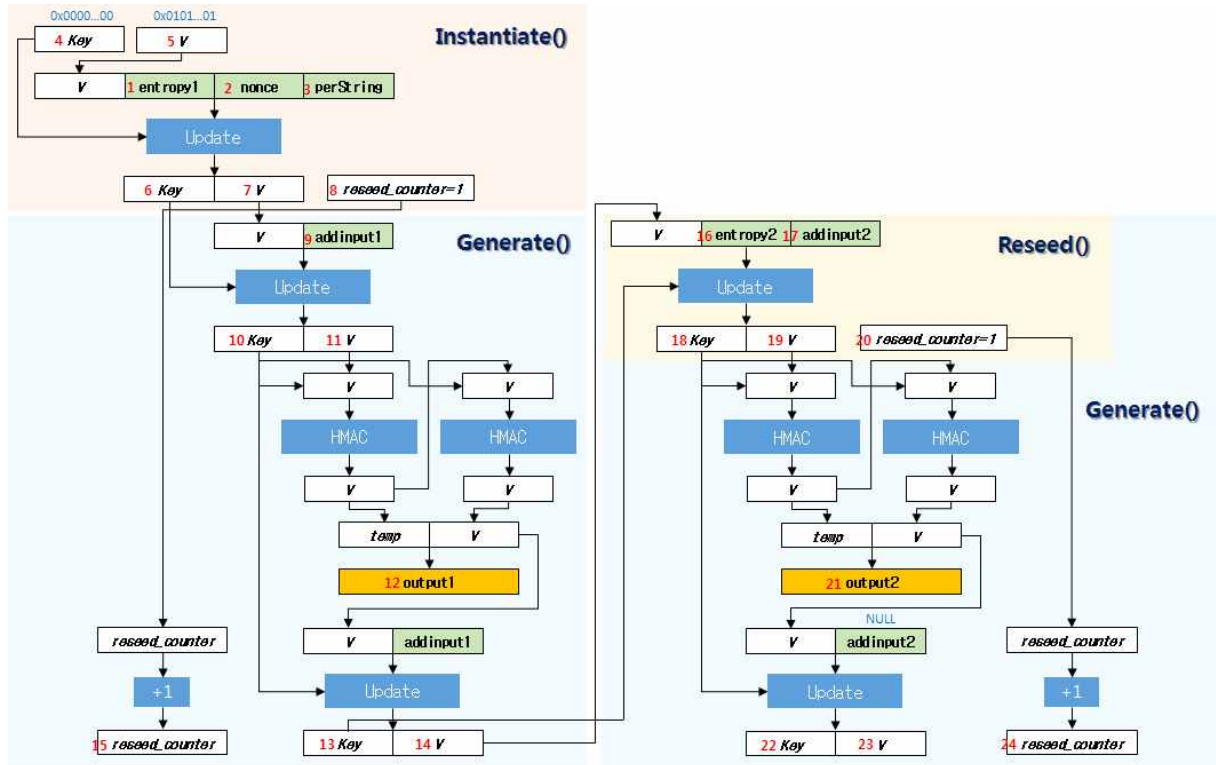 0x0000...00
0x0101...01
Instantiate()
4 Key
5 V
V
1 entropy1
2 nonce
3 perString
Update
6 Key
7 V
8 reseed_counter=1
Generate()
V
9 addinput1
Update
10 Key
11 V
V
V
HMAC
HMAC
V
V
temp
V
12 output1
reseed_counter
V
addinput1
+1
Update
15 reseed_counter
13 Key
14 V
Reseed()
V
16 entropy2
17 addinput2
Update
18 Key
19 V
20 reseed_counter=1
Generate()
V
V
HMAC
HMAC
V
V
temp
V
21 output2
NULL
V
addinput2
reseed_counter
Update
+1
22 Key
23 V
24 reseed_counter